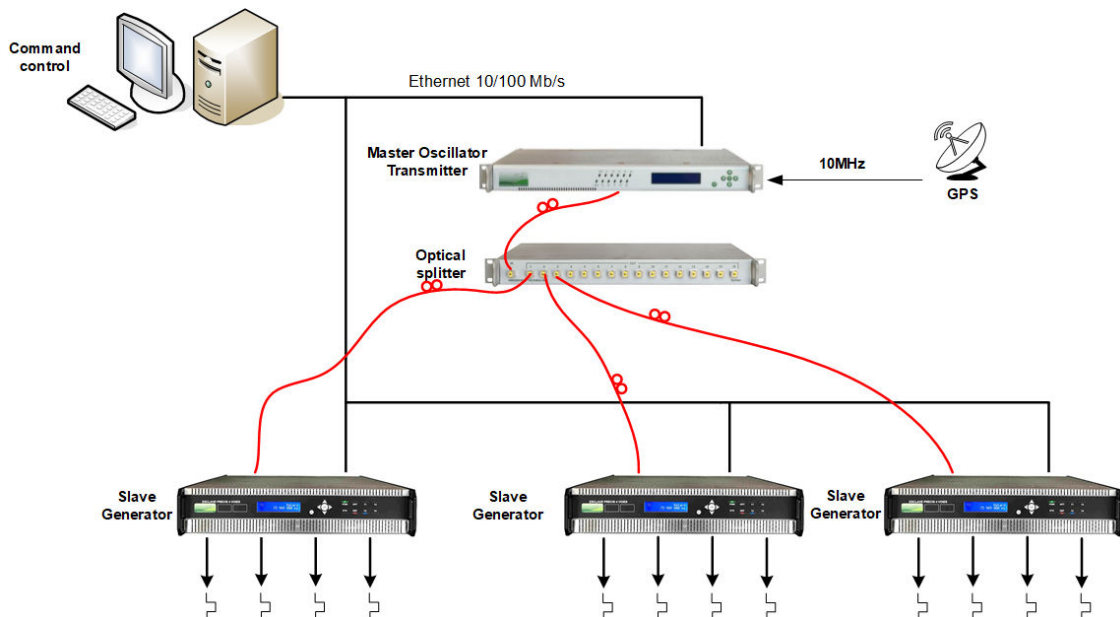 Command
control
Ethernet 10/100 Mb/s
Master Oscillator
Transmitter
10MHz
GPS
Optical
splitter
Slave
Generator
Slave
Generator
Slave
Generator